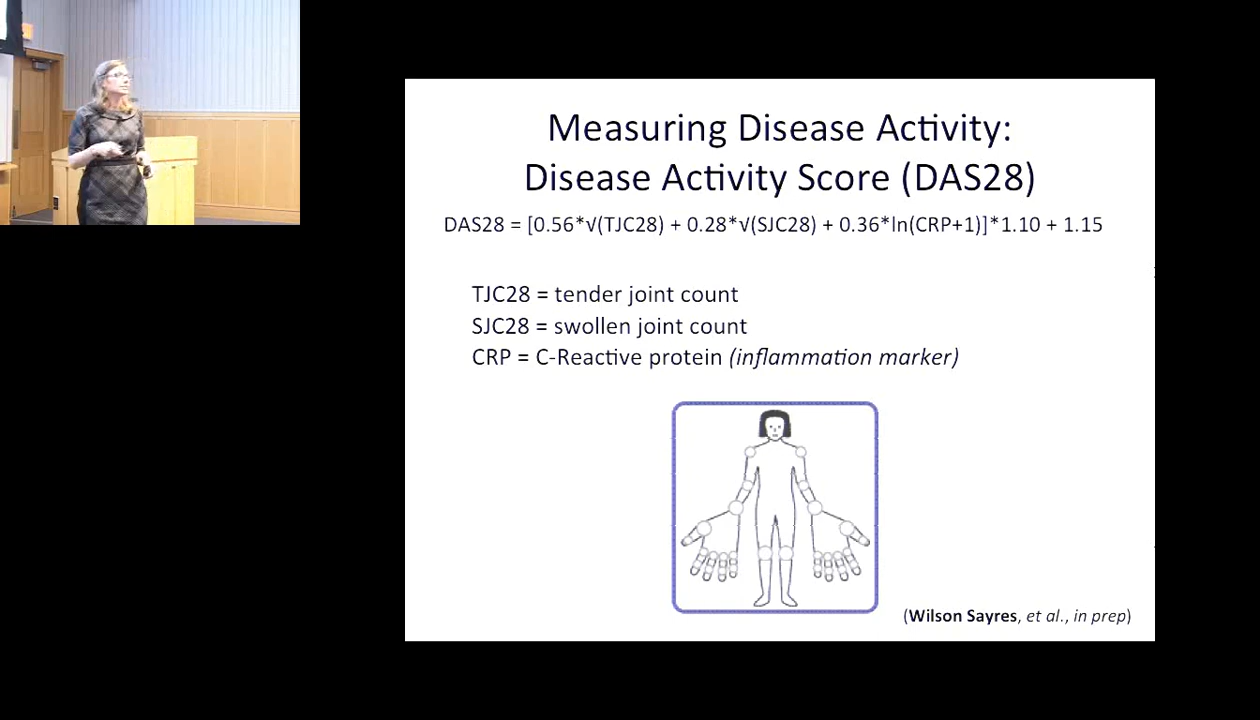 Measuring Disease Activity:
Disease Activity Score (DAS28)
DAS28 = [0.56*√(TJC28) + 0.28*√(SJC28) + 0.36*ln(CRP+1)]*1.10 + 1.15
TJC28 = tender joint count
SJC28 = swollen joint count
CRP = C-Reactive protein (inflammation marker)
(Wilson Sayres, et al., in prep)